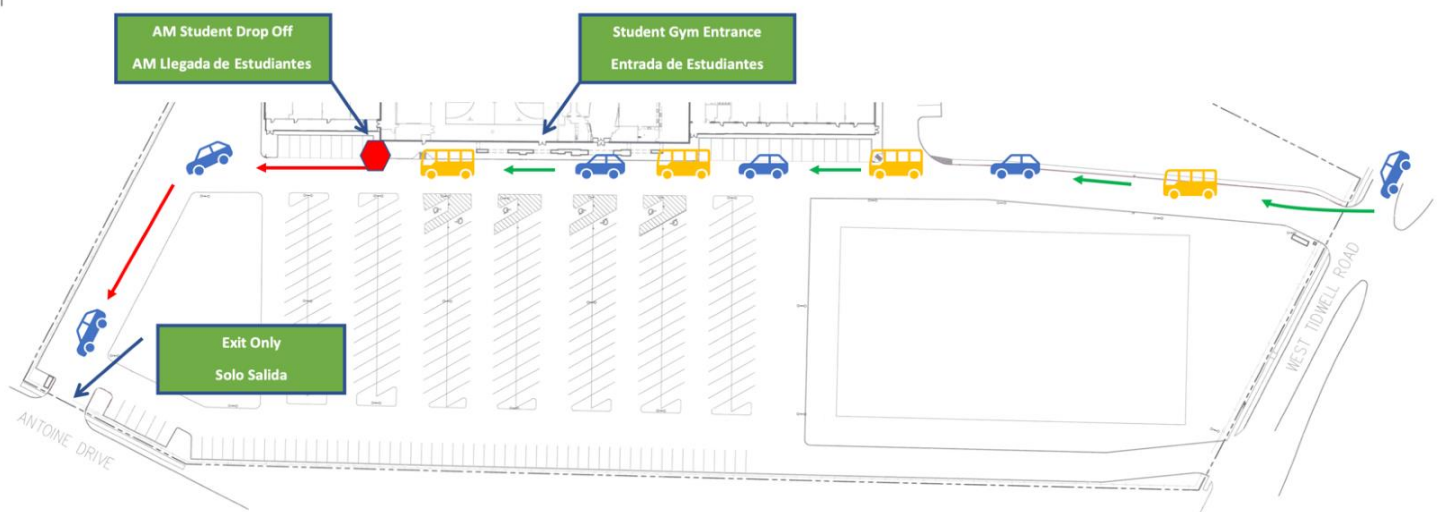 AM Student Drop Off
AM Llegada de Estudiantes
Student Gym Entrance
Entrada de Estudiantes
Exit Only
Solo Salida
ANTOINE DRIVE
WEST TIDWELL ROAD